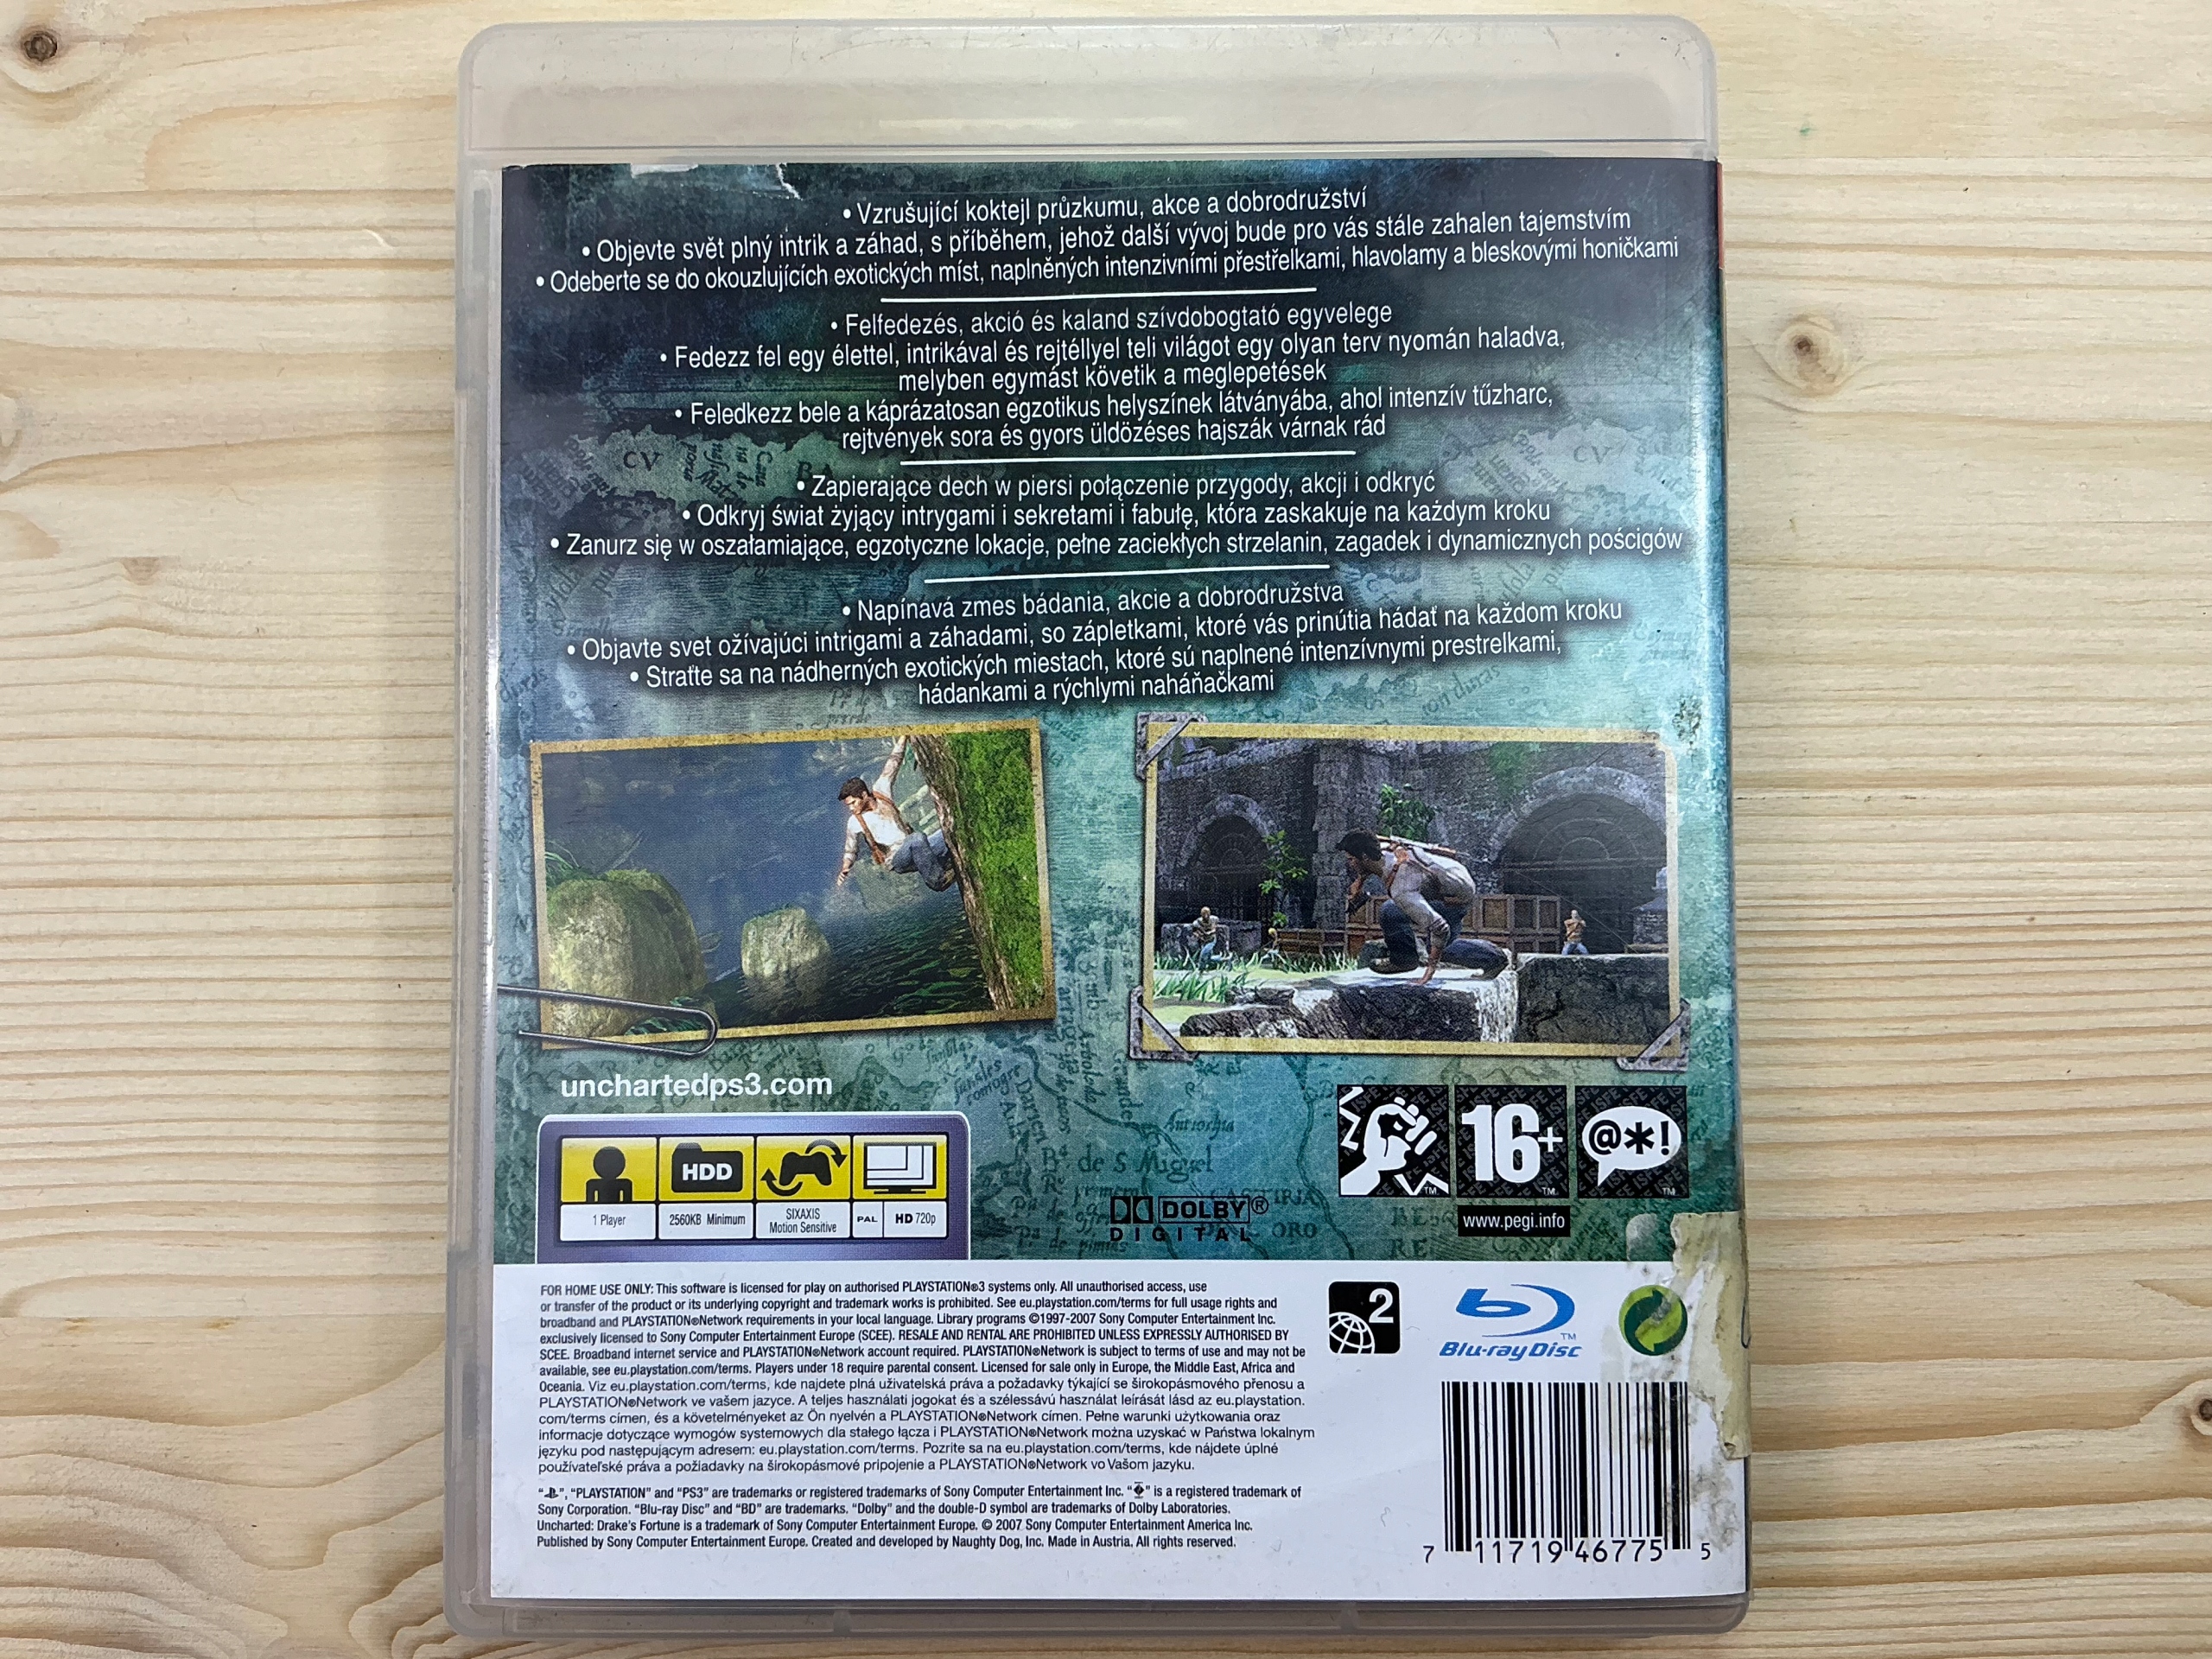 • Vzrušující koktejl průzkumu, akce a dobrodružství
• Objevte svět plný intrik a záhad, s příběhem, jehož další vývoj bude pro vás stále zahalen tajemstvím
• Odeberte se do okouzlujících exotických míst, naplněných intenzivními přestřelkami, hlavolamy a bleskovými honičkami
• Felfedezés, akció és kaland szívdobogtató egyvelege
• Fedezz fel egy élettel, intrikával és rejtéllyel teli világot egy olyan terv nyomán haladva,
melyben egymást követik a meglepetések
• Feledkezz bele a káprázatosan egzotikus helyszínek látványába, ahol intenzív tűzharc,
rejtvények sora és gyors üldözéses hajszák várnak rád
• Zapierające dech w piersi połączenie przygody, akcji i odkryć
• Odkryj świat żyjący intrygami i sekretami i fabułę, która zaskakuje na każdym kroku
• Zanurz się w oszałamiające, egzotyczne lokacje, pełne zaciekłych strzelanin, zagadek i dynamicznych pościgów
• Napínavá zmes bádania, akcie a dobrodružstva
• Objavte svet ožívajúci intrigami a záhadami, so zápletkami, ktoré vás prinútia hádať na každom kroku
• Straťte sa na nádherných exotických miestach, ktoré sú naplnené intenzívnymi prestrelkami,
hádankami a rýchlymi naháňačkami
unchartedps3.com
HDD
1 Player
2560KB Minimum
SIXAXIS
Motion Sensitive
PAL
HD 720p
DOLBY®
DIGITAL
16+
@*!
www.pegi.info
FOR HOME USE ONLY: This software is licensed for play on authorised PLAYSTATION®3 systems only. All unauthorised access, use
or transfer of the product or its underlying copyright and trademark works is prohibited. See eu.playstation.com/terms for full usage rights and
broadband and PLAYSTATION®Network requirements in your local language. Library programs ©1997-2007 Sony Computer Entertainment Inc.
exclusively licensed to Sony Computer Entertainment Europe (SCEE). RESALE AND RENTAL ARE PROHIBITED UNLESS EXPRESSLY AUTHORISED BY
SCEE. Broadband internet service and PLAYSTATION®Network account required. PLAYSTATION®Network is subject to terms of use and may not be
available, see eu.playstation.com/terms. Players under 18 require parental consent. Licensed for sale only in Europe, the Middle East, Africa and
Oceania. Viz eu.playstation.com/terms, kde najdete plná uživatelská práva a požadavky týkající se širokopásmového přenosu a
PLAYSTATION®Network ve vašem jazyce. A teljes használati jogokat és a szélessávú használat leírását lásd az eu.playstation.
com/terms címen, és a követelményeket az Ön nyelvén a PLAYSTATION®Network címen. Pełne warunki użytkowania oraz
informacje dotyczące wymogów systemowych dla stałego łącza i PLAYSTATION®Network można uzyskać w Państwa lokalnym
języku pod następującym adresem: eu.playstation.com/terms. Pozrite sa na eu.playstation.com/terms, kde nájdete úplné
používateľské práva a požiadavky na širokopásmové pripojenie a PLAYSTATION®Network vo Vašom jazyku.
2
Blu-ray Disc™
"", "PLAYSTATION" and "PS3" are trademarks or registered trademarks of Sony Computer Entertainment Inc. "" is a registered trademark of
Sony Corporation. "Blu-ray Disc" and "BD" are trademarks. "Dolby" and the double-D symbol are trademarks of Dolby Laboratories.
Uncharted: Drake's Fortune is a trademark of Sony Computer Entertainment Europe. © 2007 Sony Computer Entertainment America Inc.
Published by Sony Computer Entertainment Europe. Created and developed by Naughty Dog, Inc. Made in Austria. All rights reserved.
7 11719 46775 5